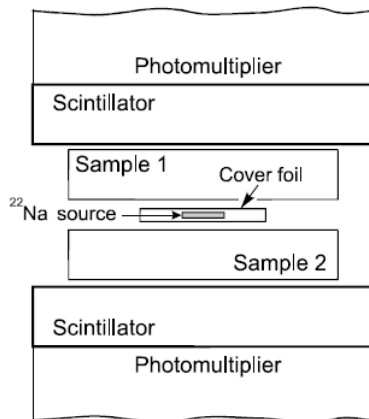 Photomultiplier
Scintillator
Sample 1
Cover foil
²²Na source
Sample 2
Scintillator
Photomultiplier